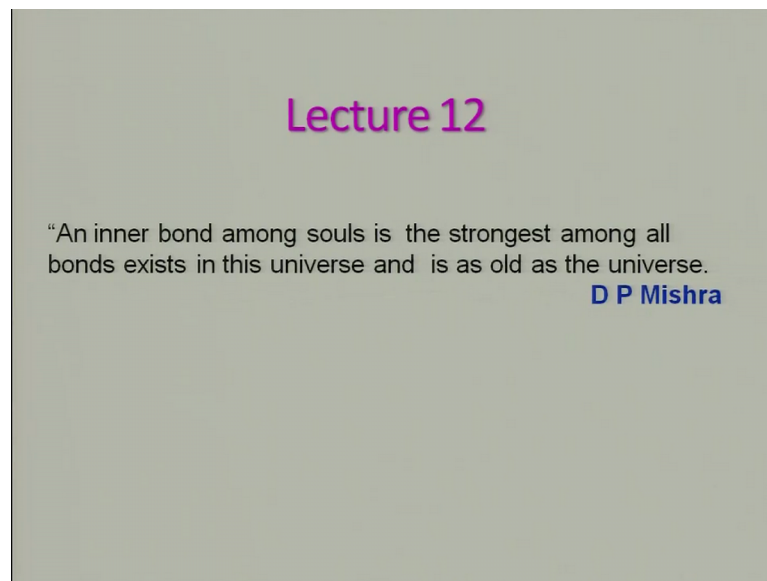 Lecture 12
“An inner bond among souls is the strongest among all
bonds exists in this universe and is as old as the universe.
D P Mishra